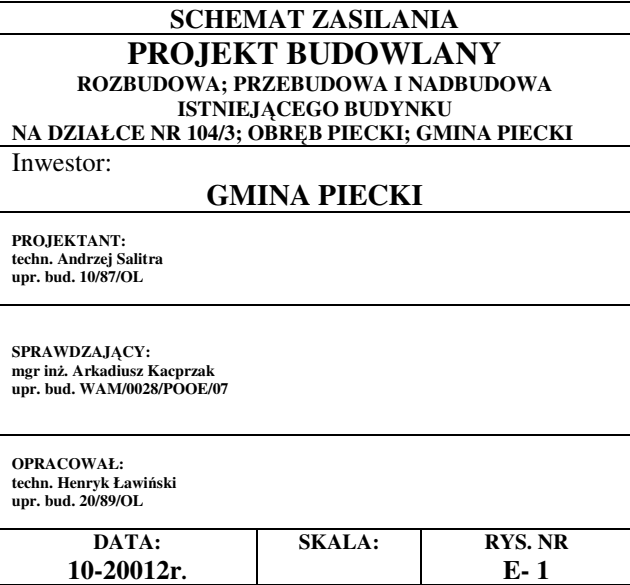 SCHEMAT ZASILANIA
PROJEKT BUDOWLANY
ROZBUDOWA; PRZEBUDOWA I NADBUDOWA
ISTNIEJĄCEGO BUDYNKU
NA DZIAŁCE NR 104/3; OBRĘB PIECKI; GMINA PIECKI
Inwestor:
GMINA PIECKI
PROJEKTANT:
techn. Andrzej Salitra
upr. bud. 10/87/OL
SPRAWDZAJĄCY:
mgr inż. Arkadiusz Kacprzak
upr. bud. WAM/0028/POOE/07
OPRACOWAŁ:
techn. Henryk Ławiński
upr. bud. 20/89/OL
DATA: SKALA: RYS. NR
10-20012r. E- 1